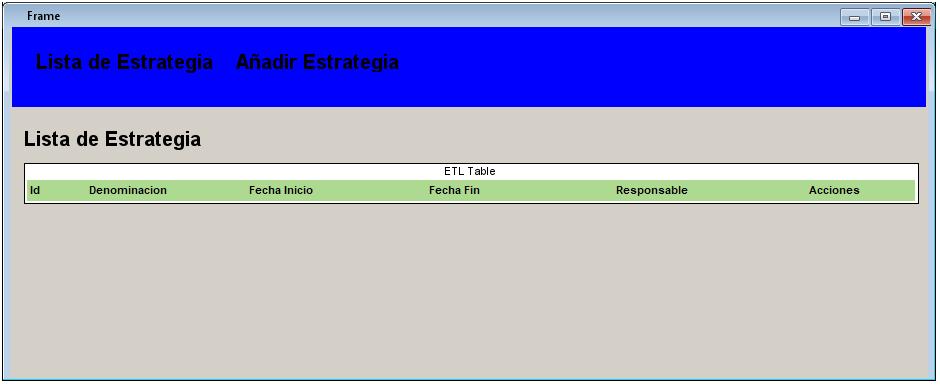 Frame
Lista de Estrategia Añadir Estrategia
Lista de Estrategia
ETL Table
Id Denominacion Fecha Inicio Fecha Fin Responsable Acciones